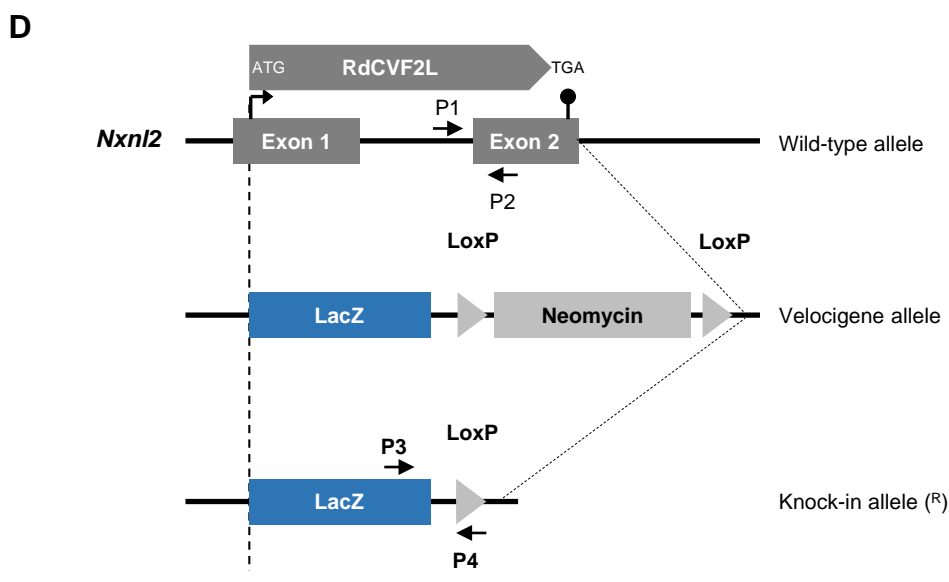 D
ATG RdCVF2L TGA
P1
Nxnl2 Exon 1 Exon 2 Wild-type allele
P2
LoxP LoxP
LacZ Neomycin Velocigene allele
LoxP
P3
LacZ Knock-in allele (ᴿ)
P4